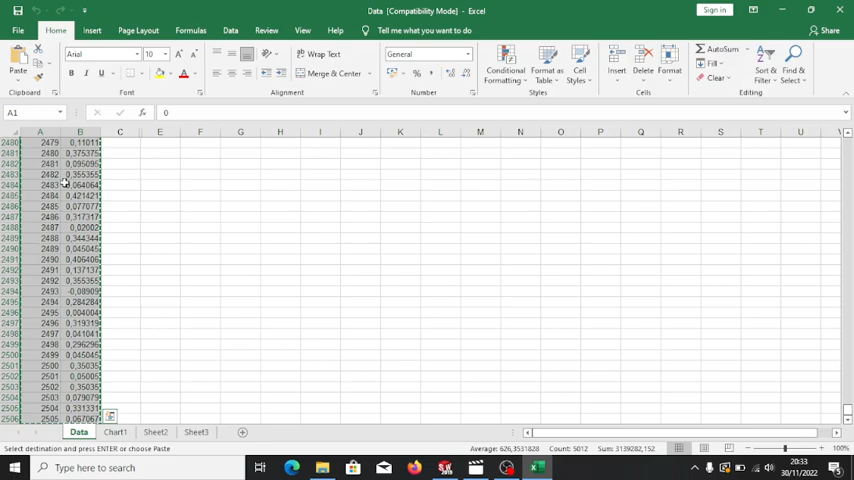 Data [Compatibility Mode] - Excel
Sign in
File Home Insert Page Layout Formulas Data Review View Help Tell me what you want to do Share
Paste
Arial 10
B I U
Wrap Text
Merge & Center
General
Conditional Formatting
Format as Table
Cell Styles
Insert Delete Format
AutoSum
Fill
Clear
Sort & Filter
Find & Select
Clipboard Font Alignment Number Styles Cells Editing
A1 fx 0
A B C E F G H I J K L M N O P Q R S T U
2480 2479 0,11011
2481 2480 0,375375
2482 2481 0,095095
2483 2482 0,355355
2484 2483 0,064064
2485 2484 0,421421
2486 2485 0,077077
2487 2486 0,317317
2488 2487 0,02002
2489 2488 0,344344
2490 2489 0,045045
2491 2490 0,406406
2492 2491 0,137137
2493 2492 0,355355
2494 2493 -0,08909
2495 2494 0,284284
2496 2495 0,004004
2497 2496 0,319319
2498 2497 0,041041
2499 2498 0,296296
2500 2499 0,045045
2501 2500 0,35035
2502 2501 0,05005
2503 2502 0,35035
2504 2503 0,079079
2505 2504 0,331331
2506 2505 0,067067
Data Chart1 Sheet2 Sheet3
Select destination and press ENTER or choose Paste Average: 626,3531828 Count: 5012 Sum: 3139282,152 100%
Type here to search
20:33
30/11/2022